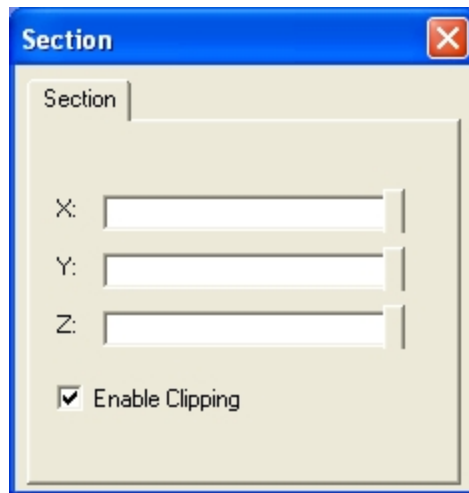 Section
Section
X:
Y:
Z:
Enable Clipping